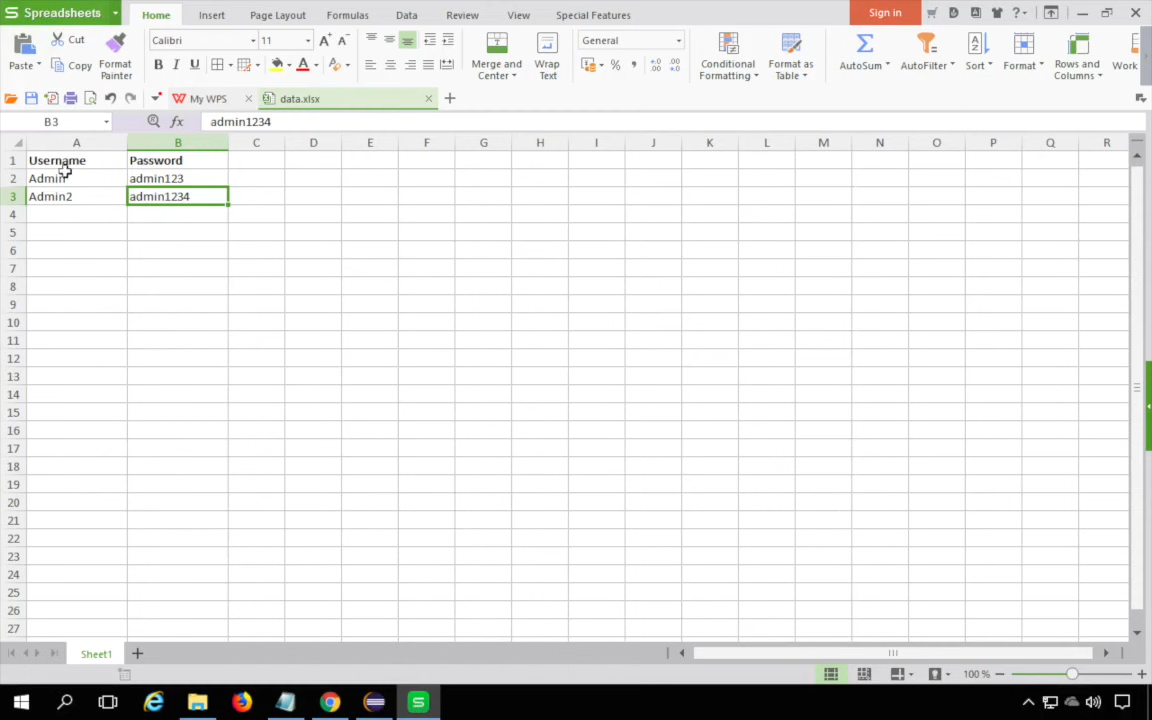 Spreadsheets Home Insert Page Layout Formulas Data Review View Special Features Sign in ?
Paste Cut Copy Format Painter Calibri 11 A+ A- B I U A Merge and Center Wrap Text General % , Conditional Formatting Format as Table AutoSum AutoFilter Sort Format Rows and Columns Work
My WPS data.xlsx
B3 fx admin1234
A B C D E F G H I J K L M N O P Q R
1 Username Password
2 Admin admin123
3 Admin2 admin1234
4
5
6
7
8
9
10
11
12
13
14
15
16
17
18
19
20
21
22
23
24
25
26
27
Sheet1
100 %